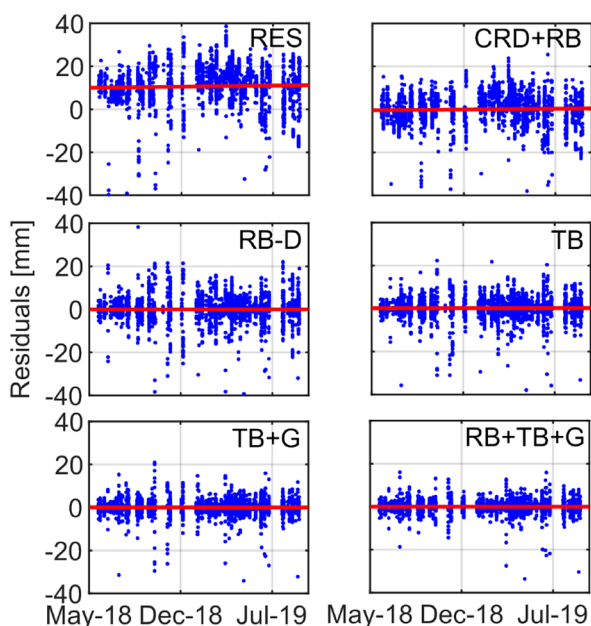 40
20
0
-20
-40
RES
CRD+RB
40
20
0
-20
-40
RB-D
TB
Residuals [mm]
40
20
0
-20
-40
TB+G
RB+TB+G
May-18 Dec-18 Jul-19
May-18 Dec-18 Jul-19